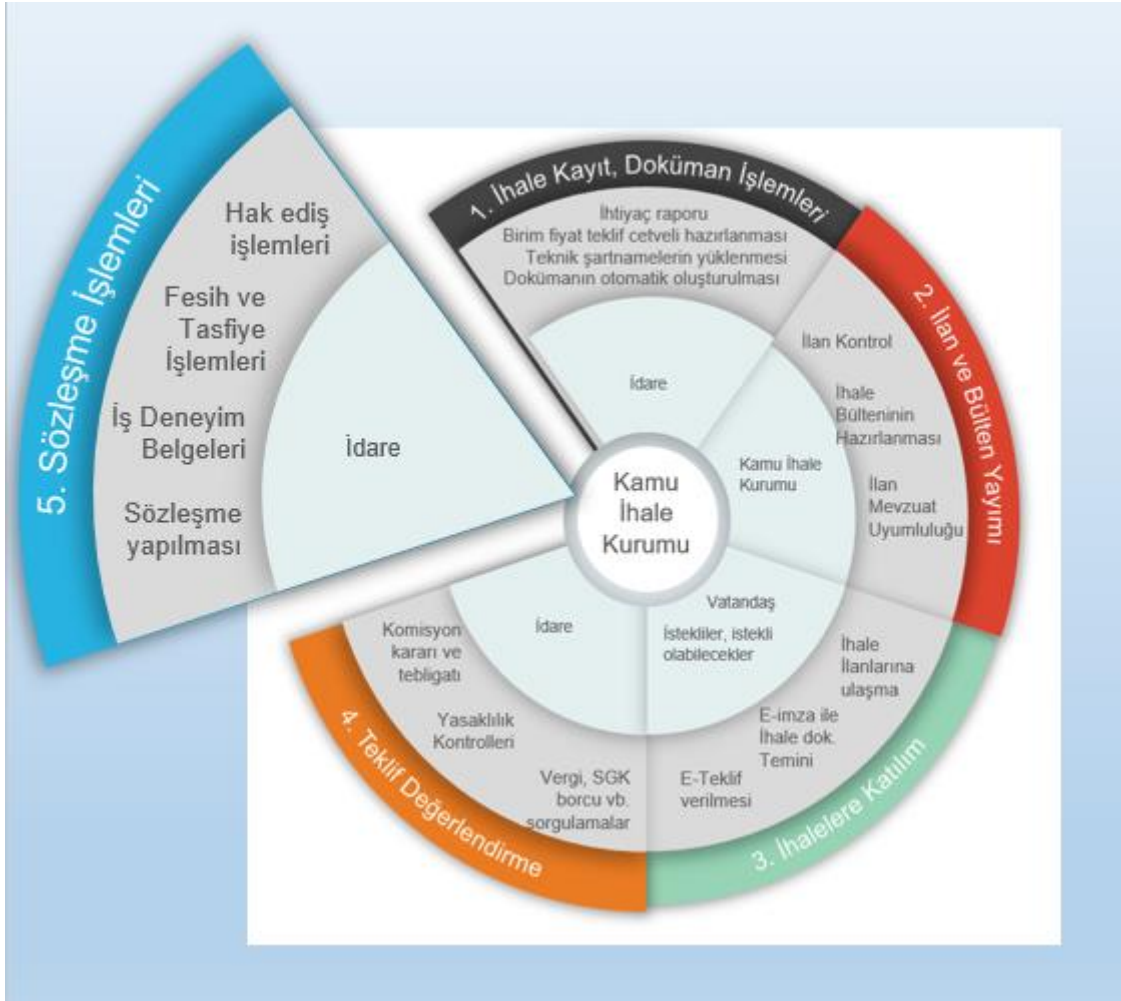 1. İhale Kayıt, Doküman İşlemleri
İhtiyaç raporu
Birim fiyat teklif cetveli hazırlanması
Teknik şartnamelerin yüklenmesi
Dokümanın otomatik oluşturulması
İdare
2. İlan ve Bülten Yayımı
İlan Kontrol
İhale
Bülteninin
Hazırlanması
İlan
Mevzuat
Uyumluluğu
Kamu İhale
Kurumu
3. İhalelere Katılım
İhale
İlanlarına
ulaşma
E-imza ile
İhale dok.
Temini
E-Teklif
verilmesi
Vatandaş
İstekliler, istekli
olabilecekler
4. Teklif Değerlendirme
Komisyon
kararı ve
tebligatı
Yasaklılık
Kontrolleri
Vergi, SGK
borcu vb.
sorgulamalar
İdare
5. Sözleşme İşlemleri
Hak ediş
işlemleri
Fesih ve
Tasfiye
İşlemleri
İş Deneyim
Belgeleri
Sözleşme
yapılması
İdare
Kamu
İhale
Kurumu